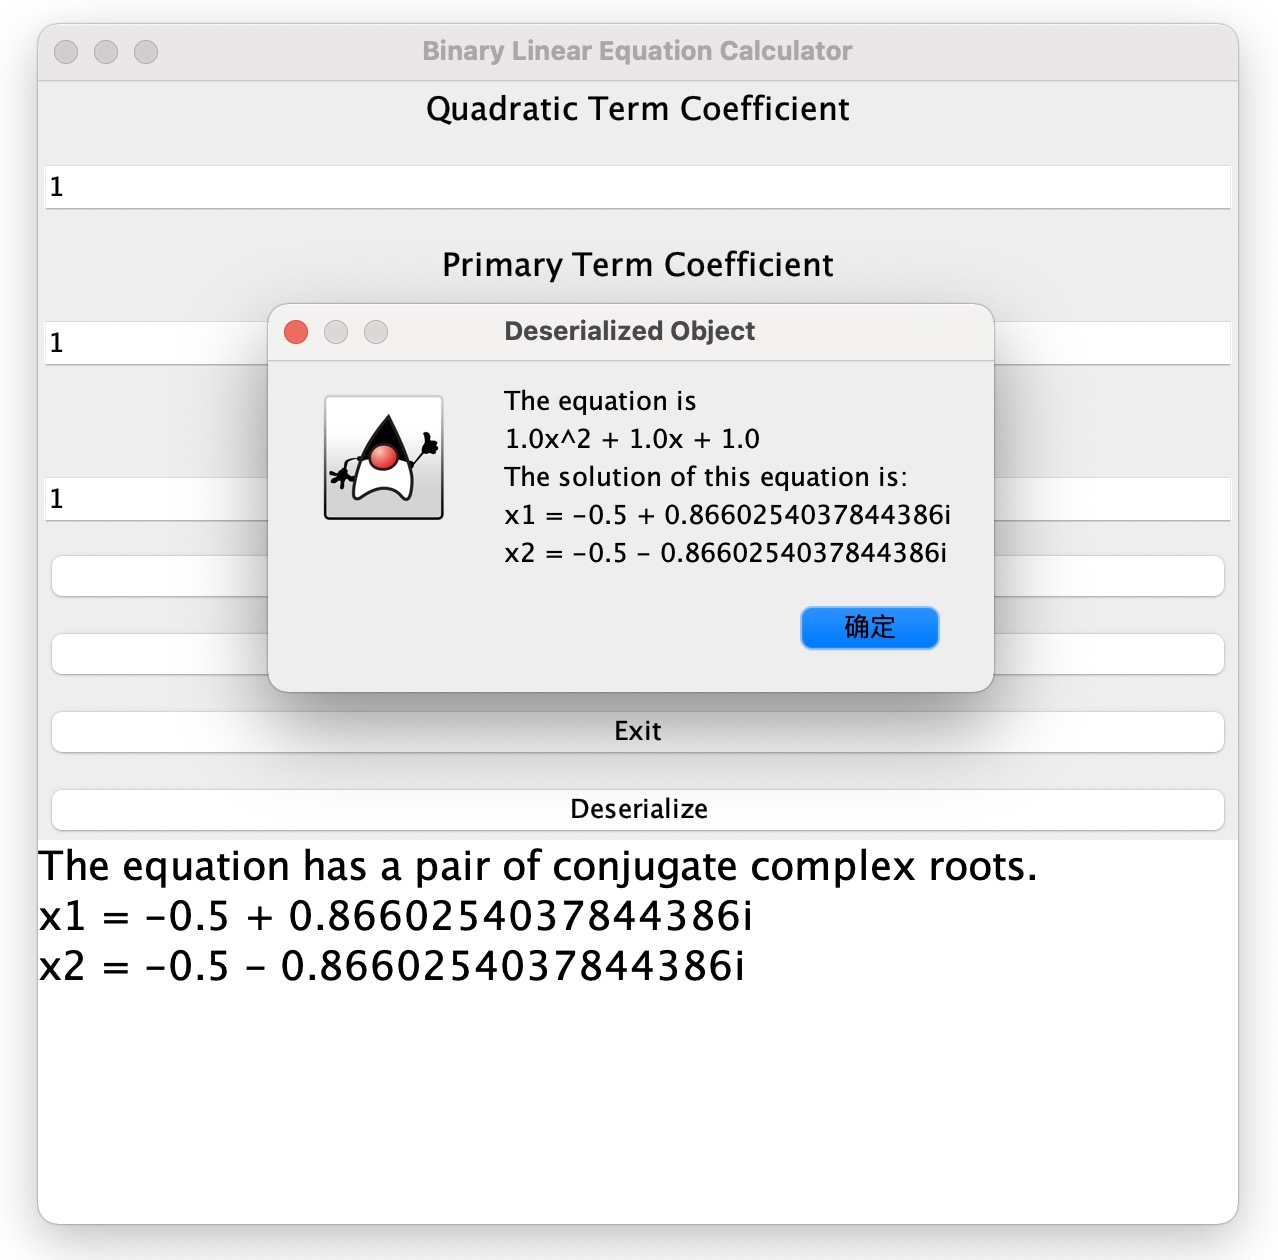 Binary Linear Equation Calculator
Quadratic Term Coefficient
1
Primary Term Coefficient
1
1
Deserialized Object
The equation is
1.0x^2 + 1.0x + 1.0
The solution of this equation is:
x1 = -0.5 + 0.8660254037844386i
x2 = -0.5 - 0.8660254037844386i
确定
Exit
Deserialize
The equation has a pair of conjugate complex roots.
x1 = -0.5 + 0.8660254037844386i
x2 = -0.5 - 0.8660254037844386i